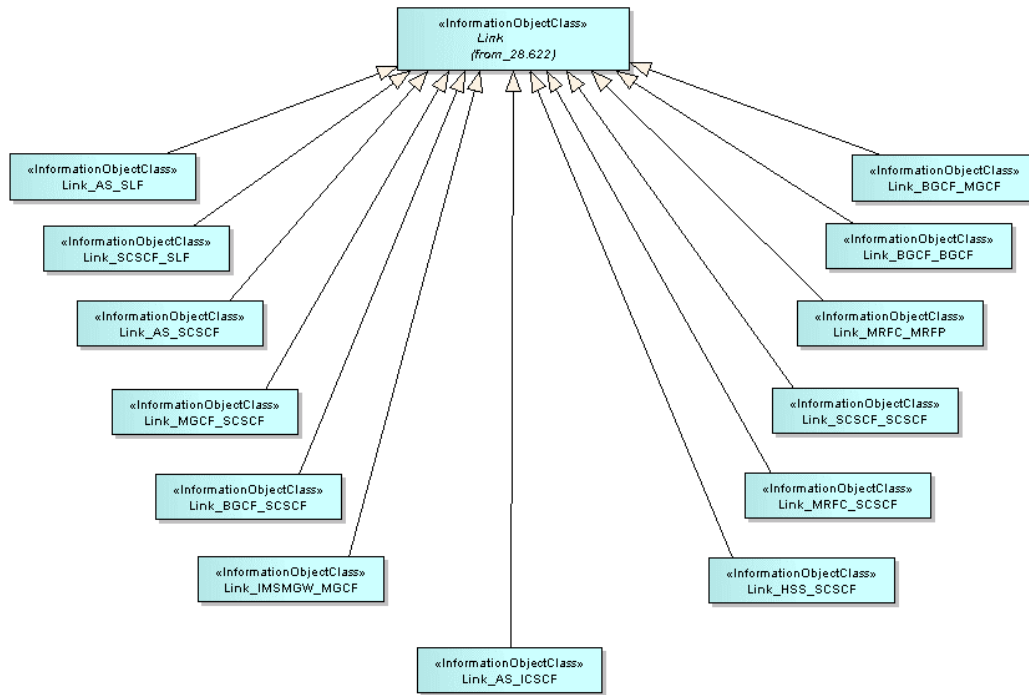 «InformationObjectClass»
Link
(from_28.622)
«InformationObjectClass»
Link_AS_SLF
«InformationObjectClass»
Link_BGCF_MGCF
«InformationObjectClass»
Link_SCSCF_SLF
«InformationObjectClass»
Link_BGCF_BGCF
«InformationObjectClass»
Link_AS_SCSCF
«InformationObjectClass»
Link_MRFC_MRFP
«InformationObjectClass»
Link_MGCF_SCSCF
«InformationObjectClass»
Link_SCSCF_SCSCF
«InformationObjectClass»
Link_BGCF_SCSCF
«InformationObjectClass»
Link_MRFC_SCSCF
«InformationObjectClass»
Link_IMSMGW_MGCF
«InformationObjectClass»
Link_HSS_SCSCF
«InformationObjectClass»
Link_AS_ICSCF